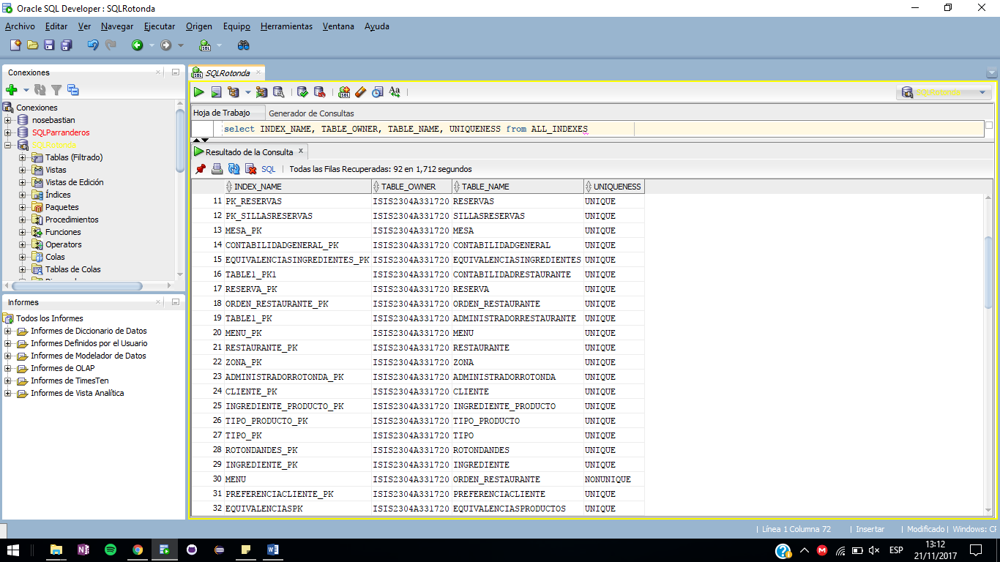 Oracle SQL Developer : SQLRotonda
Archivo Editar Ver Navegar Ejecutar Origen Equipo Herramientas Ventana Ayuda
Conexiones
Conexiones
nosebastian
SQLParranderos
SQLRotonda
Tablas (Filtrado)
Vistas
Vistas de Edición
Índices
Paquetes
Procedimientos
Funciones
Operators
Colas
Tablas de Colas
Informes
Todos los Informes
Informes de Diccionario de Datos
Informes Definidos por el Usuario
Informes de Modelador de Datos
Informes de OLAP
Informes de TimesTen
Informes de Vista Analítica
SQLRotonda
SQLRotonda
Hoja de Trabajo Generador de Consultas
select INDEX_NAME, TABLE_OWNER, TABLE_NAME, UNIQUENESS from ALL_INDEXES
Resultado de la Consulta x
SQL | Todas las Filas Recuperadas: 92 en 1,712 segundos
INDEX_NAME TABLE_OWNER TABLE_NAME UNIQUENESS
11 PK_RESERVAS ISIS2304A331720 RESERVAS UNIQUE
12 PK_SILLASRESERVAS ISIS2304A331720 SILLASRESERVAS UNIQUE
13 MESA_PK ISIS2304A331720 MESA UNIQUE
14 CONTABILIDADGENERAL_PK ISIS2304A331720 CONTABILIDADGENERAL UNIQUE
15 EQUIVALENCIASINGREDIENTES_PK ISIS2304A331720 EQUIVALENCIASINGREDIENTES UNIQUE
16 TABLE1_PK1 ISIS2304A331720 CONTABILIDADRESTAURANTE UNIQUE
17 RESERVA_PK ISIS2304A331720 RESERVA UNIQUE
18 ORDEN_RESTAURANTE_PK ISIS2304A331720 ORDEN_RESTAURANTE UNIQUE
19 TABLE1_PK ISIS2304A331720 ADMINISTRADORRESTAURANTE UNIQUE
20 MENU_PK ISIS2304A331720 MENU UNIQUE
21 RESTAURANTE_PK ISIS2304A331720 RESTAURANTE UNIQUE
22 ZONA_PK ISIS2304A331720 ZONA UNIQUE
23 ADMINISTRADORROTONDA_PK ISIS2304A331720 ADMINISTRADORROTONDA UNIQUE
24 CLIENTE_PK ISIS2304A331720 CLIENTE UNIQUE
25 INGREDIENTE_PRODUCTO_PK ISIS2304A331720 INGREDIENTE_PRODUCTO UNIQUE
26 TIPO_PRODUCTO_PK ISIS2304A331720 TIPO_PRODUCTO UNIQUE
27 TIPO_PK ISIS2304A331720 TIPO UNIQUE
28 ROTONDANDES_PK ISIS2304A331720 ROTONDANDES UNIQUE
29 INGREDIENTE_PK ISIS2304A331720 INGREDIENTE UNIQUE
30 MENU ISIS2304A331720 ORDEN_RESTAURANTE NONUNIQUE
31 PREFERENCIACLIENTE_PK ISIS2304A331720 PREFERENCIACLIENTE UNIQUE
32 EQUIVALENCIASPK ISIS2304A331720 EQUIVALENCIASPRODUCTOS UNIQUE
| Línea 1 Columna 72 | Insertar | Modificado | Windows: CF
ESP
13:12
21/11/2017